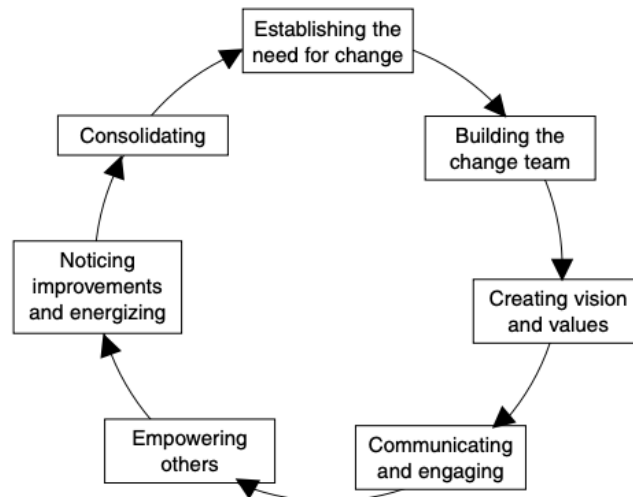 Establishing the
need for change
Building the
change team
Creating vision
and values
Communicating
and engaging
Empowering
others
Noticing
improvements
and energizing
Consolidating